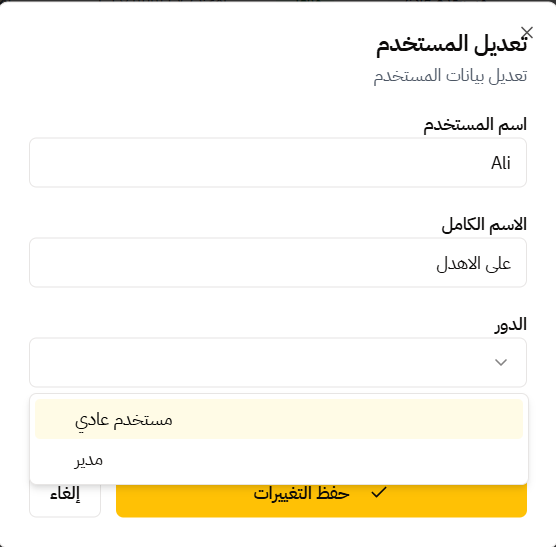 تعديل المستخدم
تعديل بيانات المستخدم
اسم المستخدم
Ali
الاسم الكامل
على الاهدل
الدور
مستخدم عادي
مدير
حفظ التغييرات
إلغاء